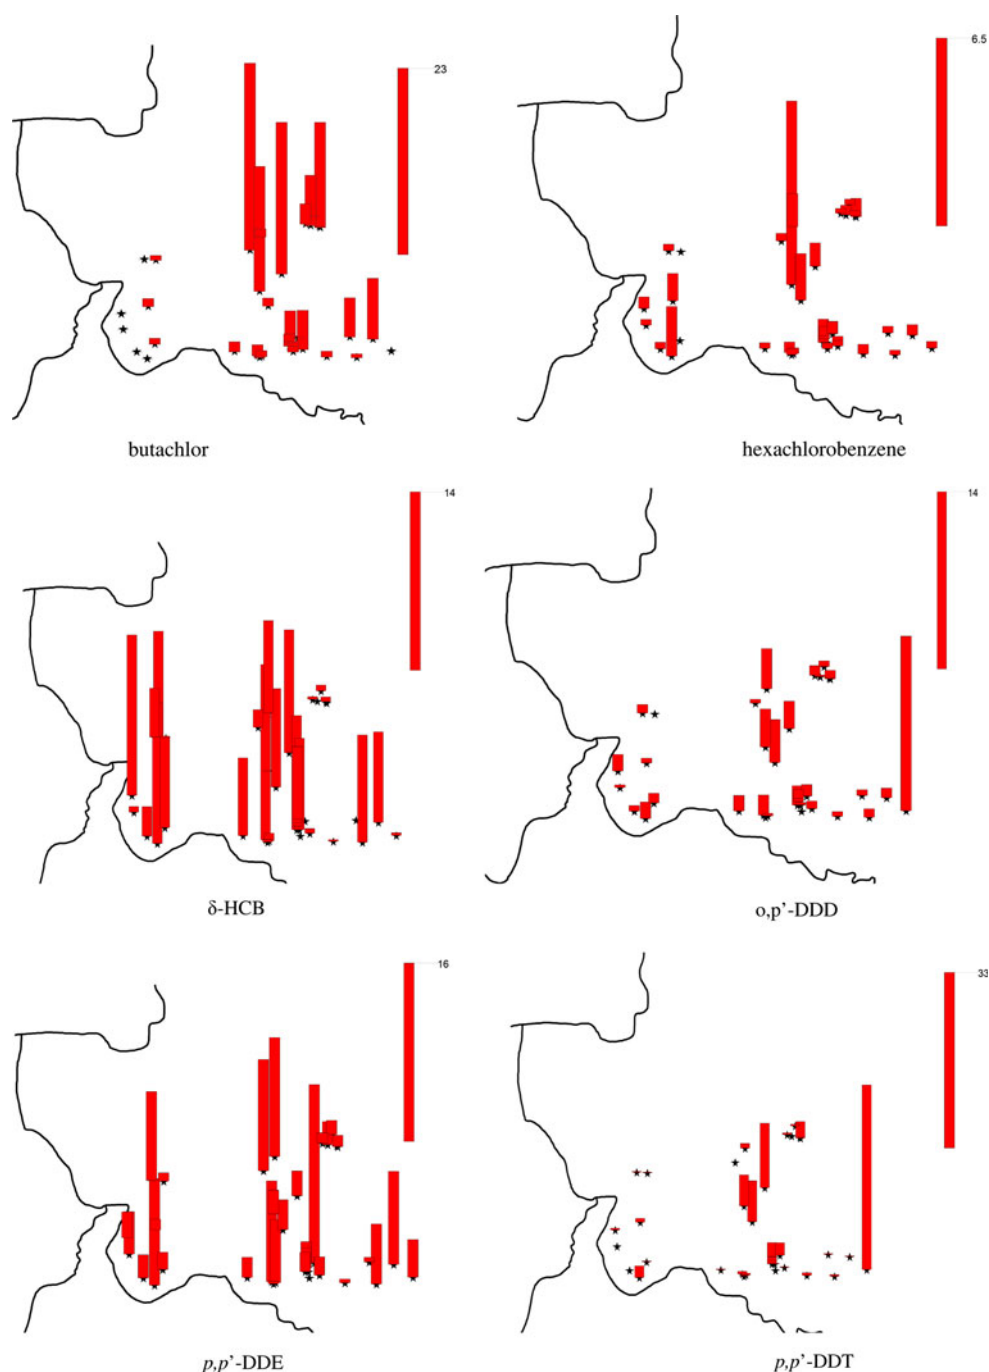 23
6.5
butachlor
hexachlorobenzene
14
14
δ-HCB
o,p’-DDD
16
33
p,p’-DDE
p,p’-DDT